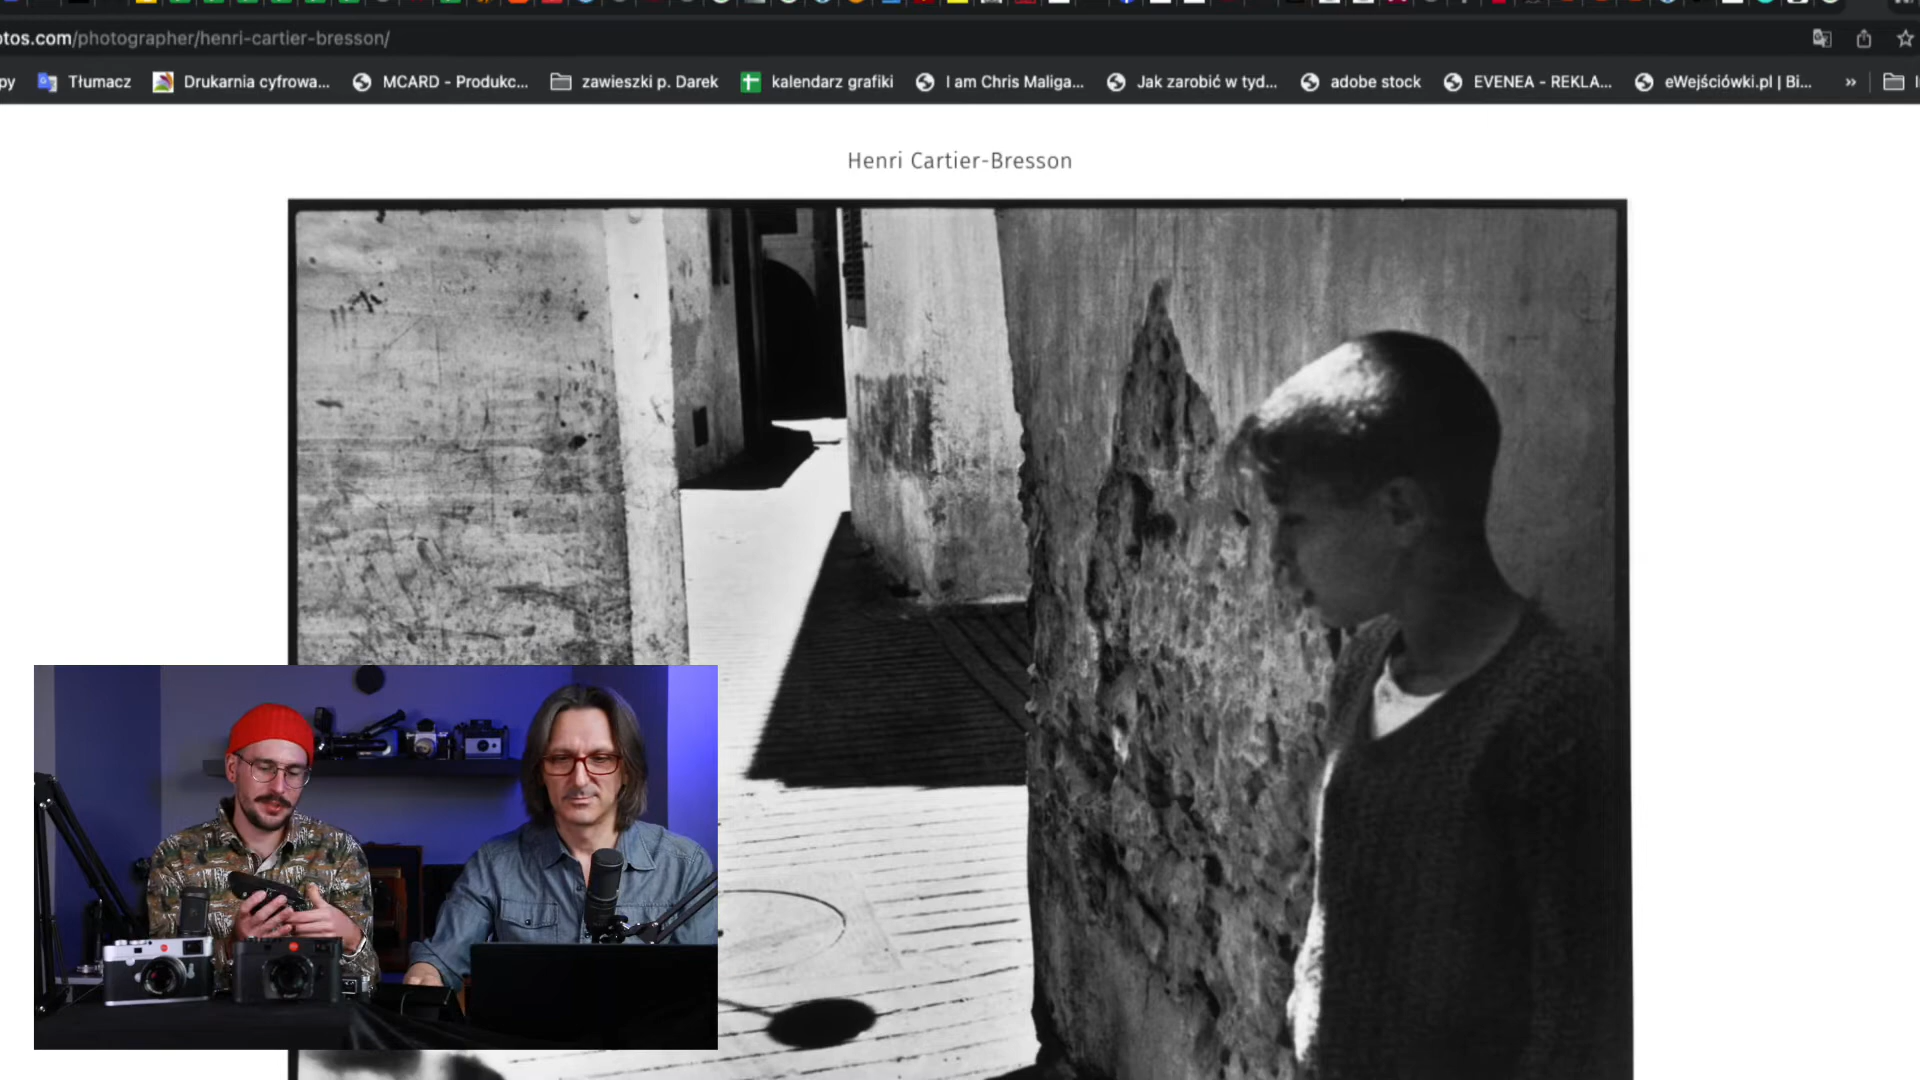 otos.com/photographer/henri-cartier-bresson/
py Tłumacz Drukarnia cyfrowa... MCARD - Produkc... zawieszki p. Darek kalendarz grafiki I am Chris Maliga... Jak zarobić w tyd... adobe stock EVENEA - REKLA... eWejściówki.pl | Bi... »
Henri Cartier-Bresson